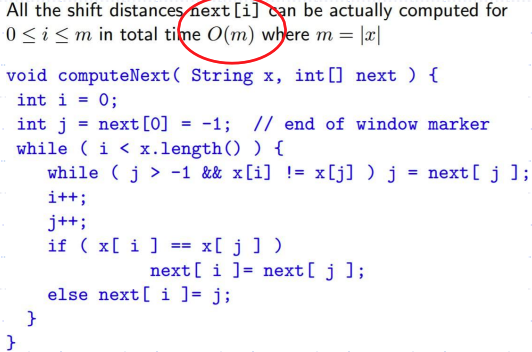 All the shift distances next[i] can be actually computed for
0 ≤ i ≤ m in total time O(m) where m = |x|
void computeNext( String x, int[] next ) {
int i = 0;
int j = next[0] = -1;  // end of window marker
while ( i < x.length() ) {
while ( j > -1 && x[i] != x[j] ) j = next[ j ];
i++;
j++;
if ( x[ i ] == x[ j ] )
next[ i ]= next[ j ];
else next[ i ]= j;
}
}